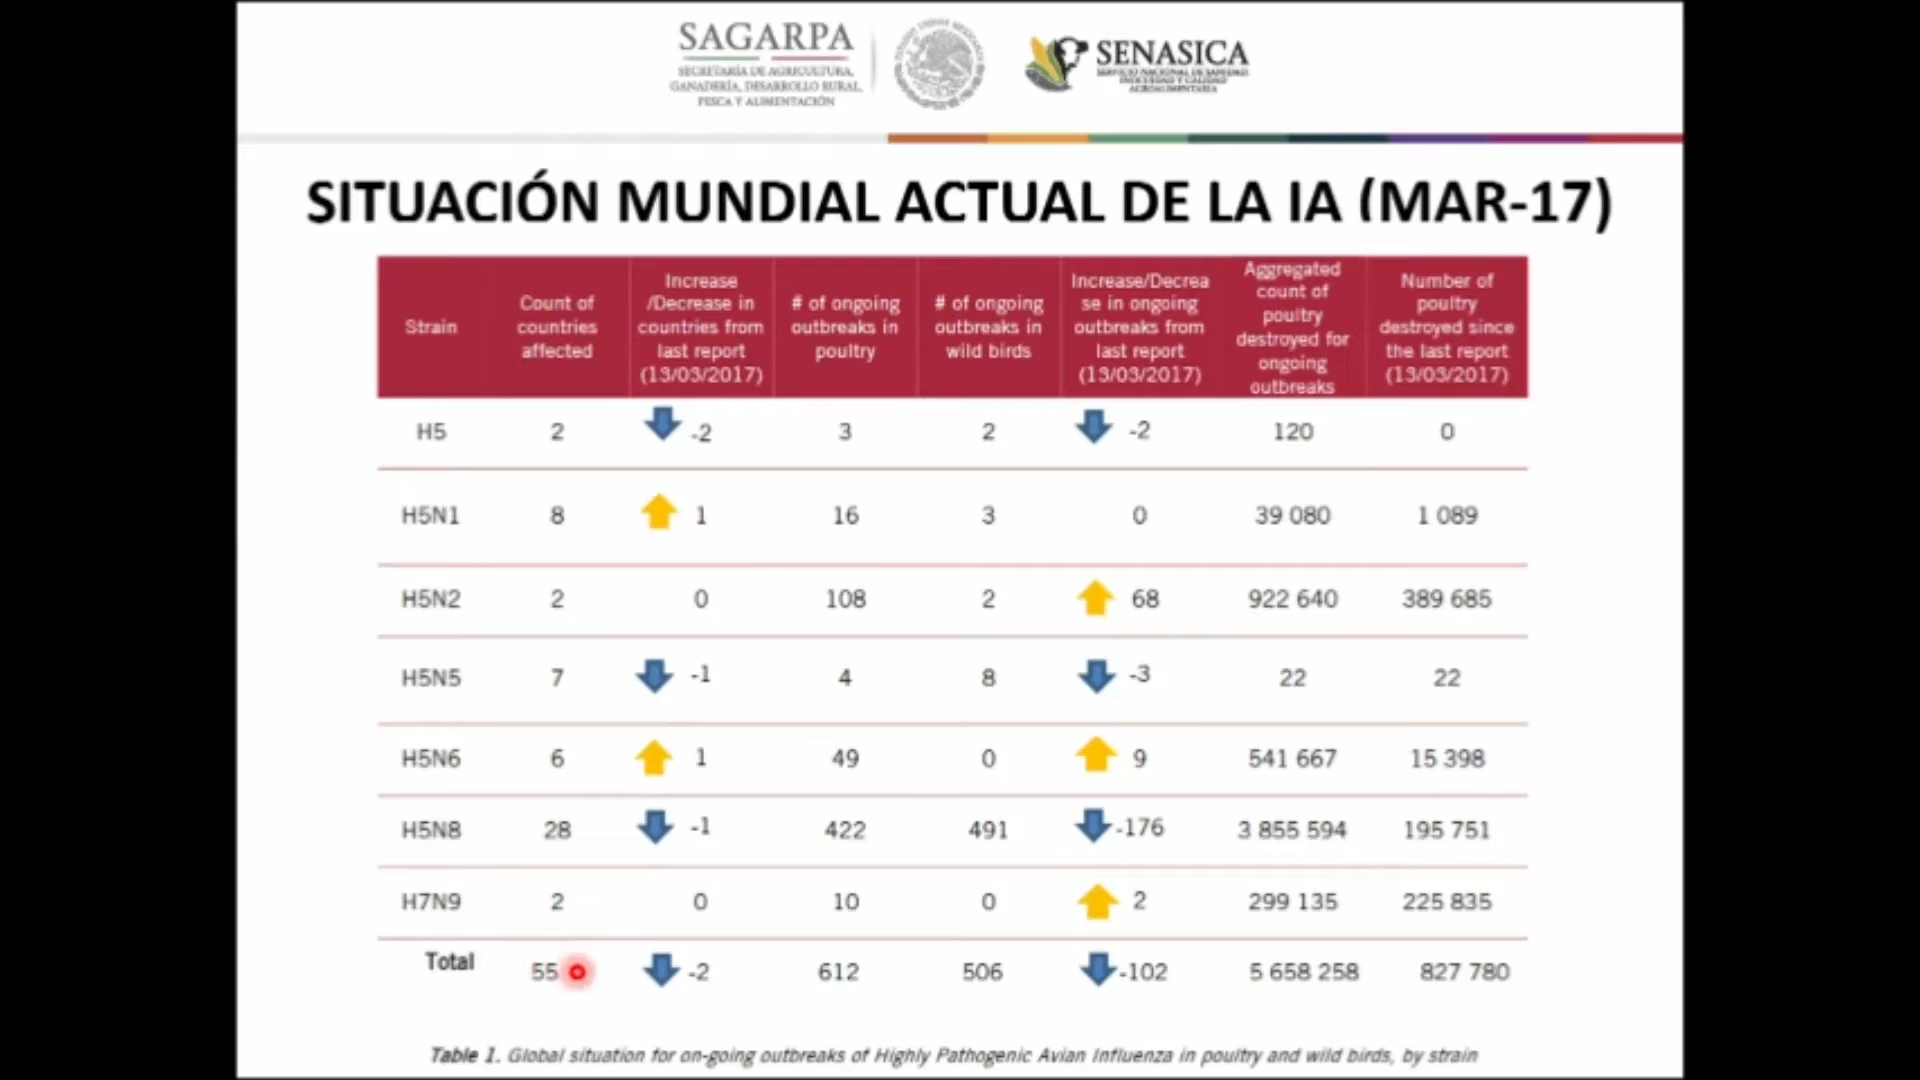 SAGARPA
SECRETARÍA DE AGRICULTURA,
GANADERÍA, DESARROLLO RURAL,
PESCA Y ALIMENTACIÓN
SENASICA
SERVICIO NACIONAL DE SANIDAD
INOCUIDAD Y CALIDAD
AGROALIMENTARIA
SITUACIÓN MUNDIAL ACTUAL DE LA IA (MAR-17)
Strain
Count of
countries
affected
Increase
/Decrease in
countries from
last report
(13/03/2017)
# of ongoing
outbreaks in
poultry
# of ongoing
outbreaks in
wild birds
Increase/Decrea
se in ongoing
outbreaks from
last report
(13/03/2017)
Aggregated
count of
poultry
destroyed for
ongoing
outbreaks
Number of
poultry
destroyed since
the last report
(13/03/2017)
H5 2 -2 3 2 -2 120 0
H5N1 8 1 16 3 0 39 080 1 089
H5N2 2 0 108 2 68 922 640 389 685
H5N5 7 -1 4 8 -3 22 22
H5N6 6 1 49 0 9 541 667 15 398
H5N8 28 -1 422 491 -176 3 855 594 195 751
H7N9 2 0 10 0 2 299 135 225 835
Total 55 -2 612 506 -102 5 658 258 827 780
Table 1. Global situation for on-going outbreaks of Highly Pathogenic Avian Influenza in poultry and wild birds, by strain